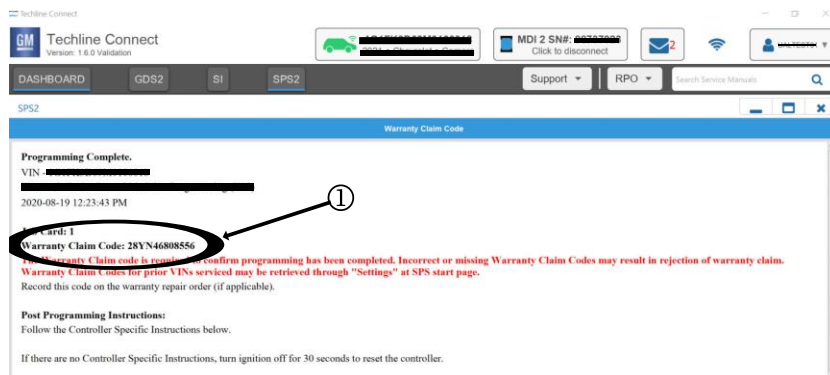 Techline Connect
GM
Techline Connect
Version: 1.6.0 Validation
2021 - Chevrolet - Camaro
MDI 2 SN#:
Click to disconnect
2
DASHBOARD GDS2 SI SPS2
Support RPO Search Service Manuals
SPS2
Warranty Claim Code
Programming Complete.
VIN -
2020-08-19 12:23:43 PM
①
Card: 1
Warranty Claim Code: 28YN46808556
The Warranty Claim code is required to confirm programming has been completed. Incorrect or missing Warranty Claim Codes may result in rejection of warranty claim.
Warranty Claim Codes for prior VINs serviced may be retrieved through "Settings" at SPS start page.
Record this code on the warranty repair order (if applicable).
Post Programming Instructions:
Follow the Controller Specific Instructions below.
If there are no Controller Specific Instructions, turn ignition off for 30 seconds to reset the controller.